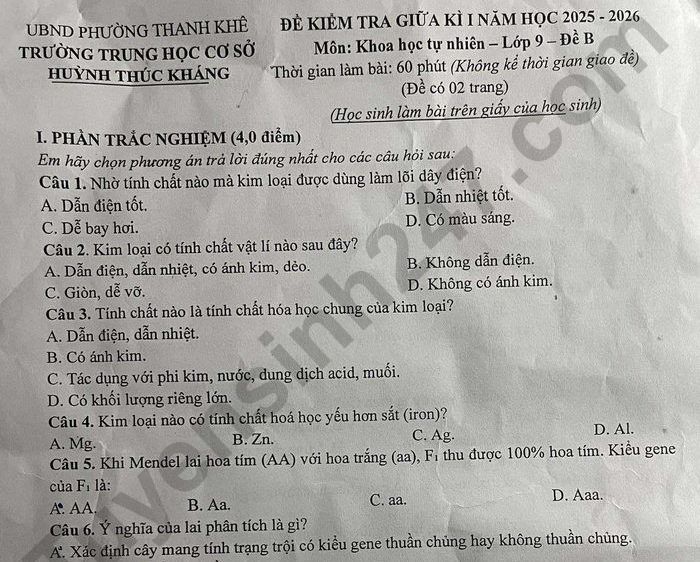 UBND PHƯỜNG THANH KHÊ
TRƯỜNG TRUNG HỌC CƠ SỞ
HUỲNH THÚC KHÁNG
ĐỀ KIỂM TRA GIỮA KÌ I NĂM HỌC 2025 - 2026
Môn: Khoa học tự nhiên – Lớp 9 – Đề B
Thời gian làm bài: 60 phút (Không kể thời gian giao đề)
(Đề có 02 trang)
(Học sinh làm bài trên giấy của học sinh)
I. PHẦN TRẮC NGHIỆM (4,0 điểm)
Em hãy chọn phương án trả lời đúng nhất cho các câu hỏi sau:
Câu 1. Nhờ tính chất nào mà kim loại được dùng làm lõi dây điện?
A. Dẫn điện tốt. B. Dẫn nhiệt tốt.
C. Dễ bay hơi. D. Có màu sáng.
Câu 2. Kim loại có tính chất vật lí nào sau đây?
A. Dẫn điện, dẫn nhiệt, có ánh kim, dẻo. B. Không dẫn điện.
C. Giòn, dễ vỡ. D. Không có ánh kim.
Câu 3. Tính chất nào là tính chất hóa học chung của kim loại?
A. Dẫn điện, dẫn nhiệt.
B. Có ánh kim.
C. Tác dụng với phi kim, nước, dung dịch acid, muối.
D. Có khối lượng riêng lớn.
Câu 4. Kim loại nào có tính chất hoá học yếu hơn sắt (iron)?
A. Mg. B. Zn. C. Ag. D. Al.
Câu 5. Khi Mendel lai hoa tím (AA) với hoa trắng (aa), F₁ thu được 100% hoa tím. Kiểu gene
của F₁ là:
A. AA. B. Aa. C. aa. D. Aaa.
Câu 6. Ý nghĩa của lai phân tích là gì?
A. Xác định cây mang tính trạng trội có kiểu gene thuần chủng hay không thuần chủng.
Tuyensinh247.com